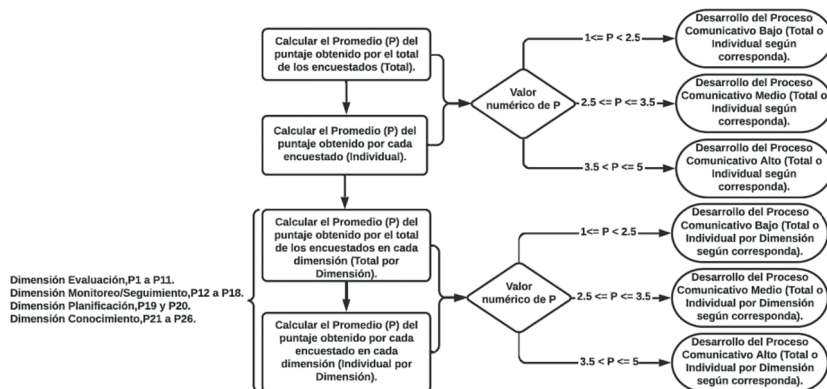 Calcular el Promedio (P) del
puntaje obtenido por el total
de los encuestados (Total).
Calcular el Promedio (P) del
puntaje obtenido por cada
encuestado (Individual).
Valor
numérico de P
1<= P < 2.5
2.5 <= P <= 3.5
3.5 < P <= 5
Desarrollo del Proceso
Comunicativo Bajo (Total o
Individual según
corresponda).
Desarrollo del Proceso
Comunicativo Medio (Total o
Individual según
corresponda).
Desarrollo del Proceso
Comunicativo Alto (Total o
Individual según
corresponda).
Dimensión Evaluación,P1 a P11.
Dimensión Monitoreo/Seguimiento,P12 a P18.
Dimensión Planificación,P19 y P20.
Dimensión Conocimiento,P21 a P26.
Calcular el Promedio (P) del
puntaje obtenido por el total
de los encuestados en cada
dimensión (Total por
Dimensión).
Calcular el Promedio (P) del
puntaje obtenido por cada
encuestado en cada
dimensión (Individual por
Dimensión).
Valor
numérico de P
1<= P < 2.5
2.5 <= P <= 3.5
3.5 < P <= 5
Desarrollo del Proceso
Comunicativo Bajo (Total o
Individual por Dimensión
según corresponda).
Desarrollo del Proceso
Comunicativo Medio (Total o
Individual por Dimensión
según corresponda).
Desarrollo del Proceso
Comunicativo Alto (Total o
Individual por Dimensión
según corresponda).